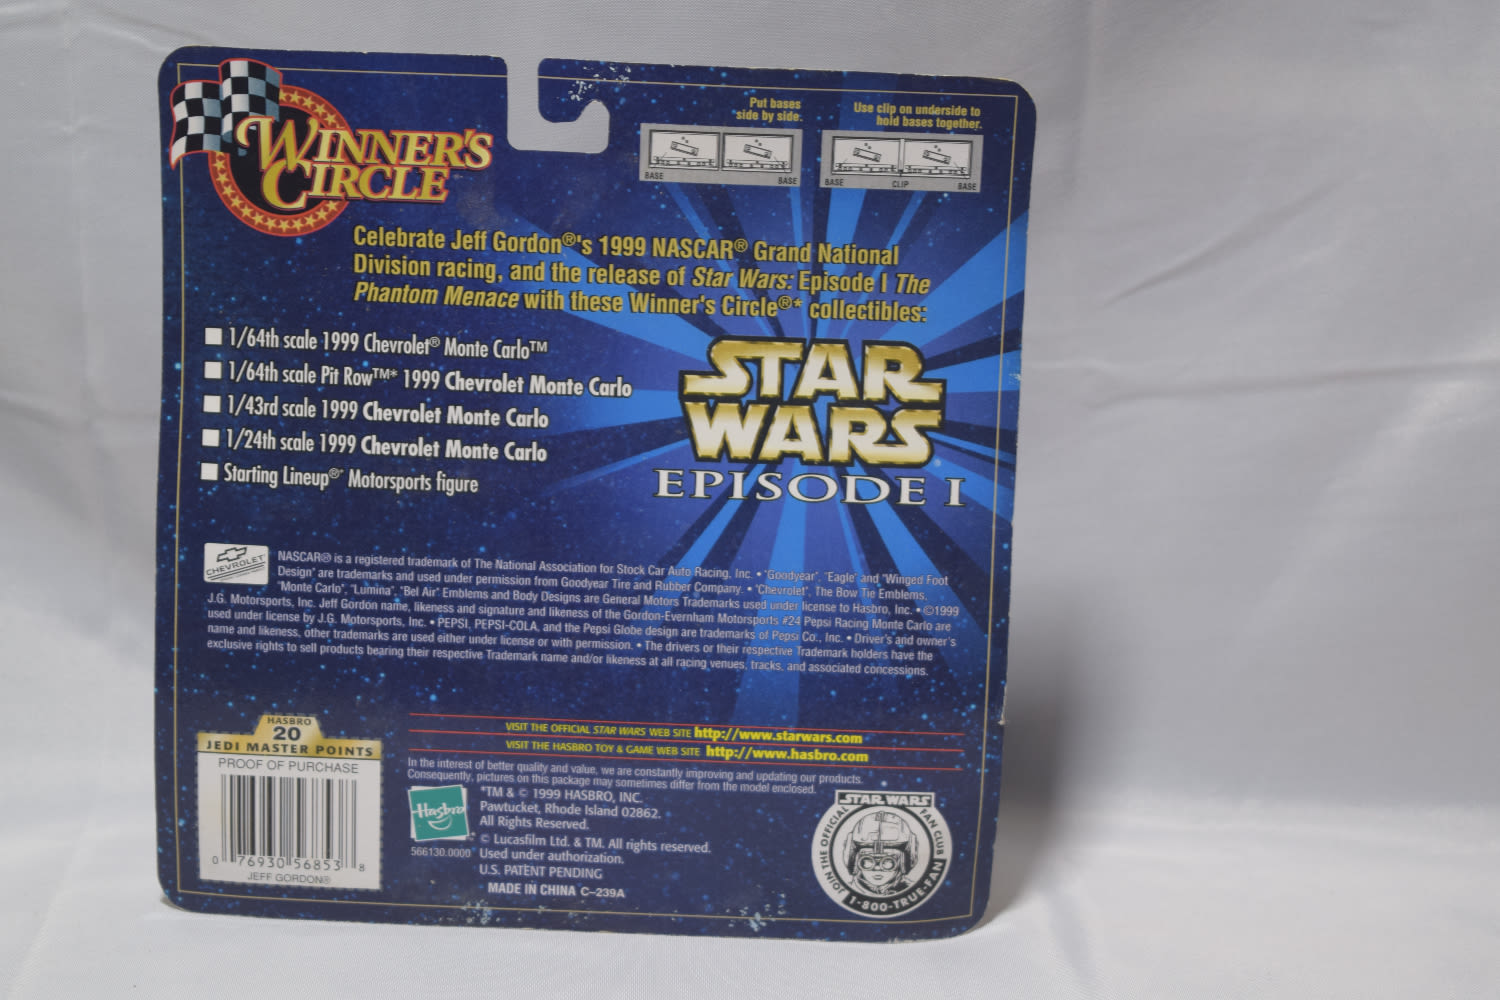 WINNER'S
CIRCLE
Put bases
side by side.
BASE BASE
Use clip on underside to
hold bases together.
BASE CLIP BASE
Celebrate Jeff Gordon®'s 1999 NASCAR® Grand National
Division racing, and the release of Star Wars: Episode I The
Phantom Menace with these Winner's Circle®* collectibles:
1/64th scale 1999 Chevrolet® Monte Carlo™
1/64th scale Pit Row™* 1999 Chevrolet Monte Carlo
1/43rd scale 1999 Chevrolet Monte Carlo
1/24th scale 1999 Chevrolet Monte Carlo
Starting Lineup®* Motorsports figure
STAR
WARS
EPISODE I
CHEVROLET
NASCAR® is a registered trademark of The National Association for Stock Car Auto Racing, Inc. • "Goodyear", "Eagle" and "Winged Foot
Design" are trademarks and used under permission from Goodyear Tire and Rubber Company. • "Chevrolet", The Bow Tie Emblems,
"Monte Carlo", "Lumina", "Bel Air" Emblems and Body Designs are General Motors Trademarks used under license to Hasbro, Inc. • ©1999
J.G. Motorsports, Inc. Jeff Gordon name, likeness and signature and likeness of the Gordon-Evernham Motorsports #24 Pepsi Racing Monte Carlo are
used under license by J.G. Motorsports, Inc. • PEPSI, PEPSI-COLA, and the Pepsi Globe design are trademarks of Pepsi Co., Inc. • Driver's and owner's
name and likeness, other trademarks are used either under license or with permission. • The drivers or their respective Trademark holders have the
exclusive rights to sell products bearing their respective Trademark name and/or likeness at all racing venues, tracks, and associated concessions.
HASBRO
20
JEDI MASTER POINTS
PROOF OF PURCHASE
0 76930 56853 8
JEFF GORDON®
VISIT THE OFFICIAL STAR WARS WEB SITE http://www.starwars.com
VISIT THE HASBRO TOY & GAME WEB SITE http://www.hasbro.com
In the interest of better quality and value, we are constantly improving and updating our products.
Consequently, pictures on this package may sometimes differ from the model enclosed.
Hasbro
566130.0000
*TM & © 1999 HASBRO, INC.
Pawtucket, Rhode Island 02862.
All Rights Reserved.
© Lucasfilm Ltd. & TM. All rights reserved.
Used under authorization.
U.S. PATENT PENDING
MADE IN CHINA C-239A
STAR WARS
JOIN THE OFFICIAL FAN CLUB
1-800-TRUE-FAN